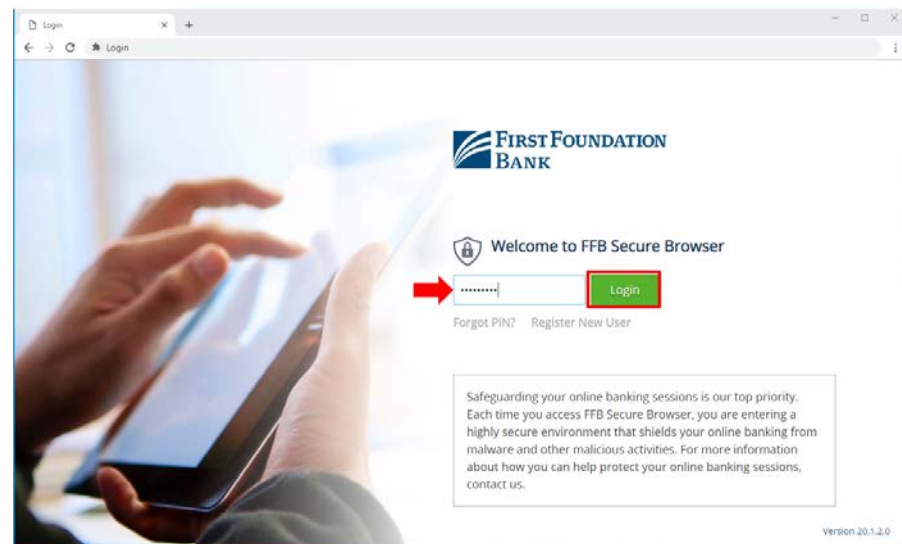 Login
Login
FIRST FOUNDATION
BANK
Welcome to FFB Secure Browser
Login
Forgot PIN? Register New User
Safeguarding your online banking sessions is our top priority.
Each time you access FFB Secure Browser, you are entering a
highly secure environment that shields your online banking from
malware and other malicious activities. For more information
about how you can help protect your online banking sessions,
contact us.
Version 20.1.2.0